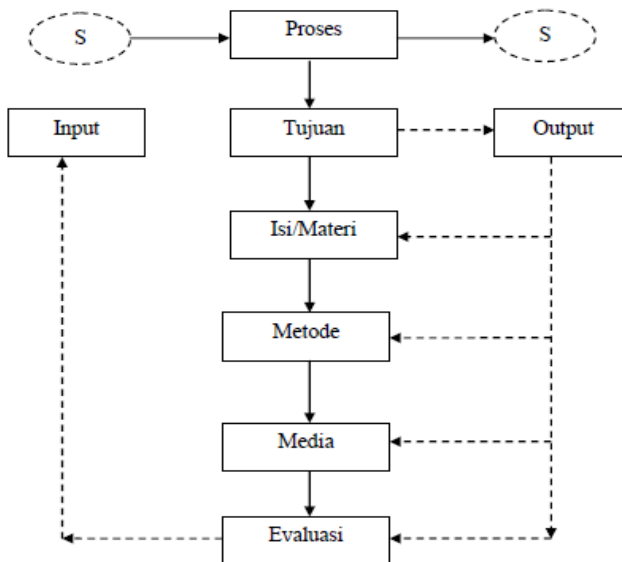 S
Proses
S
Input
Tujuan
Output
Isi/Materi
Metode
Media
Evaluasi